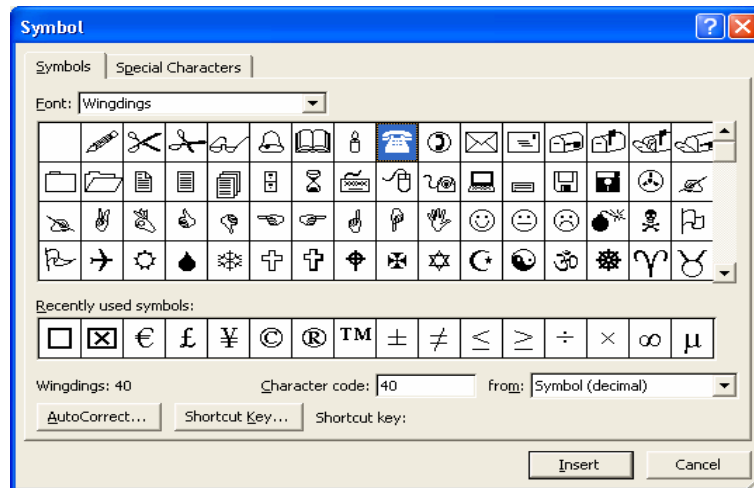 Symbol
Symbols Special Characters
Font: Wingdings
Recently used symbols:
€ £ ¥ © ® ™ ± ≠ ≤ ≥ ÷ × ∞ µ
Wingdings: 40 Character code: 40 from: Symbol (decimal)
AutoCorrect... Shortcut Key... Shortcut key:
Insert Cancel